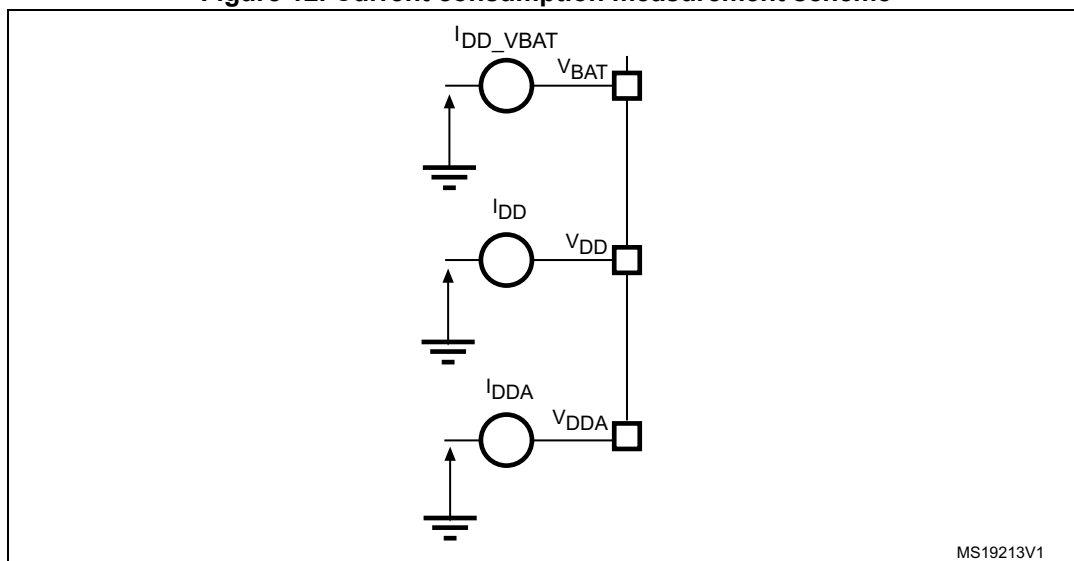 Figure 12. Current consumption measurement scheme
IDD_VBAT
VBAT
IDD
VDD
IDDA
VDDA
MS19213V1